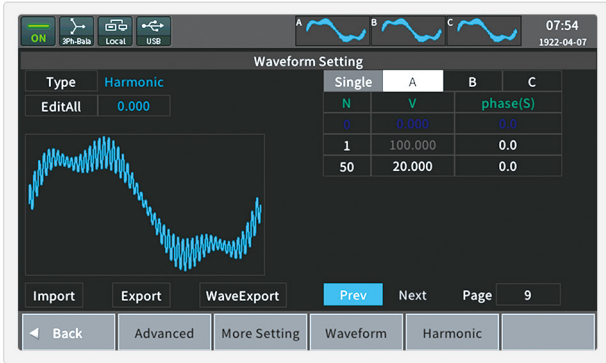 ON 3Ph-Bala Local USB A B C 07:54
1922-04-07
Waveform Setting
Type Harmonic Single A B C
EditAll 0.000 N V phase(S)
0 0.000 0.0
1 100.000 0.0
50 20.000 0.0
Import Export WaveExport Prev Next Page 9
Back Advanced More Setting Waveform Harmonic